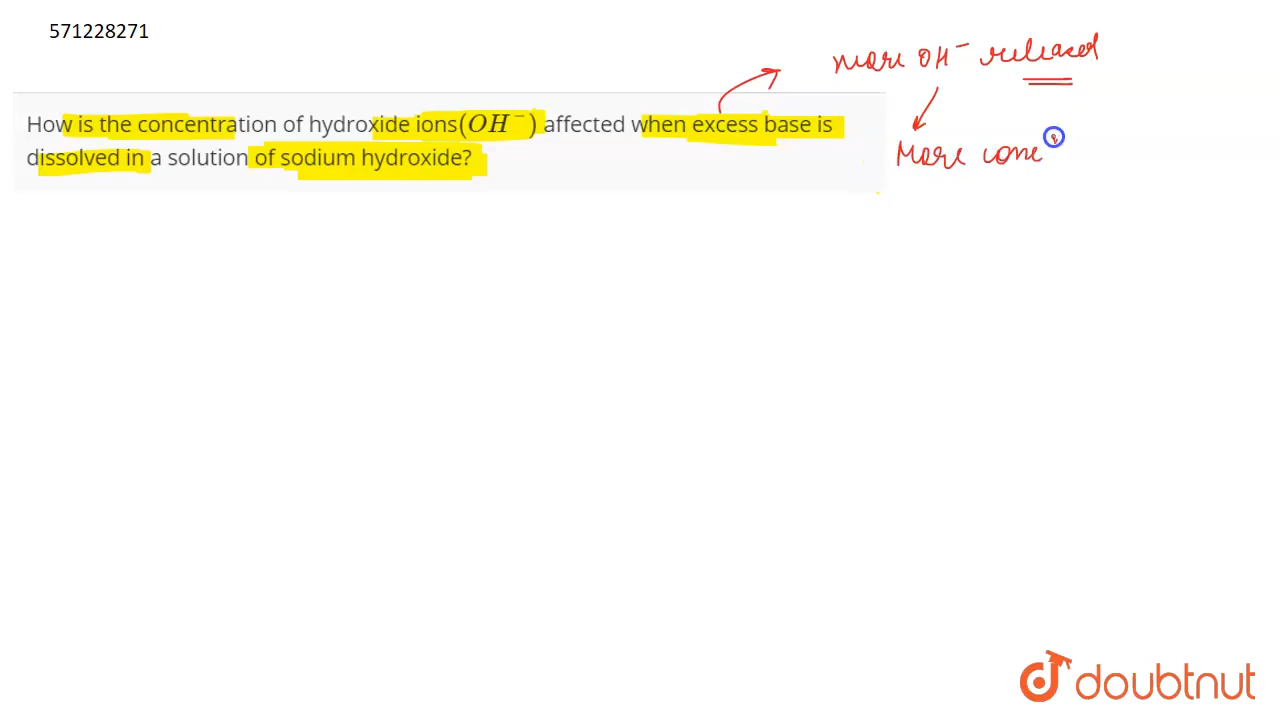 571228271
more OH⁻ released
How is the concentration of hydroxide ions(OH⁻) affected when excess base is
dissolved in a solution of sodium hydroxide?
More conc
doubtnut